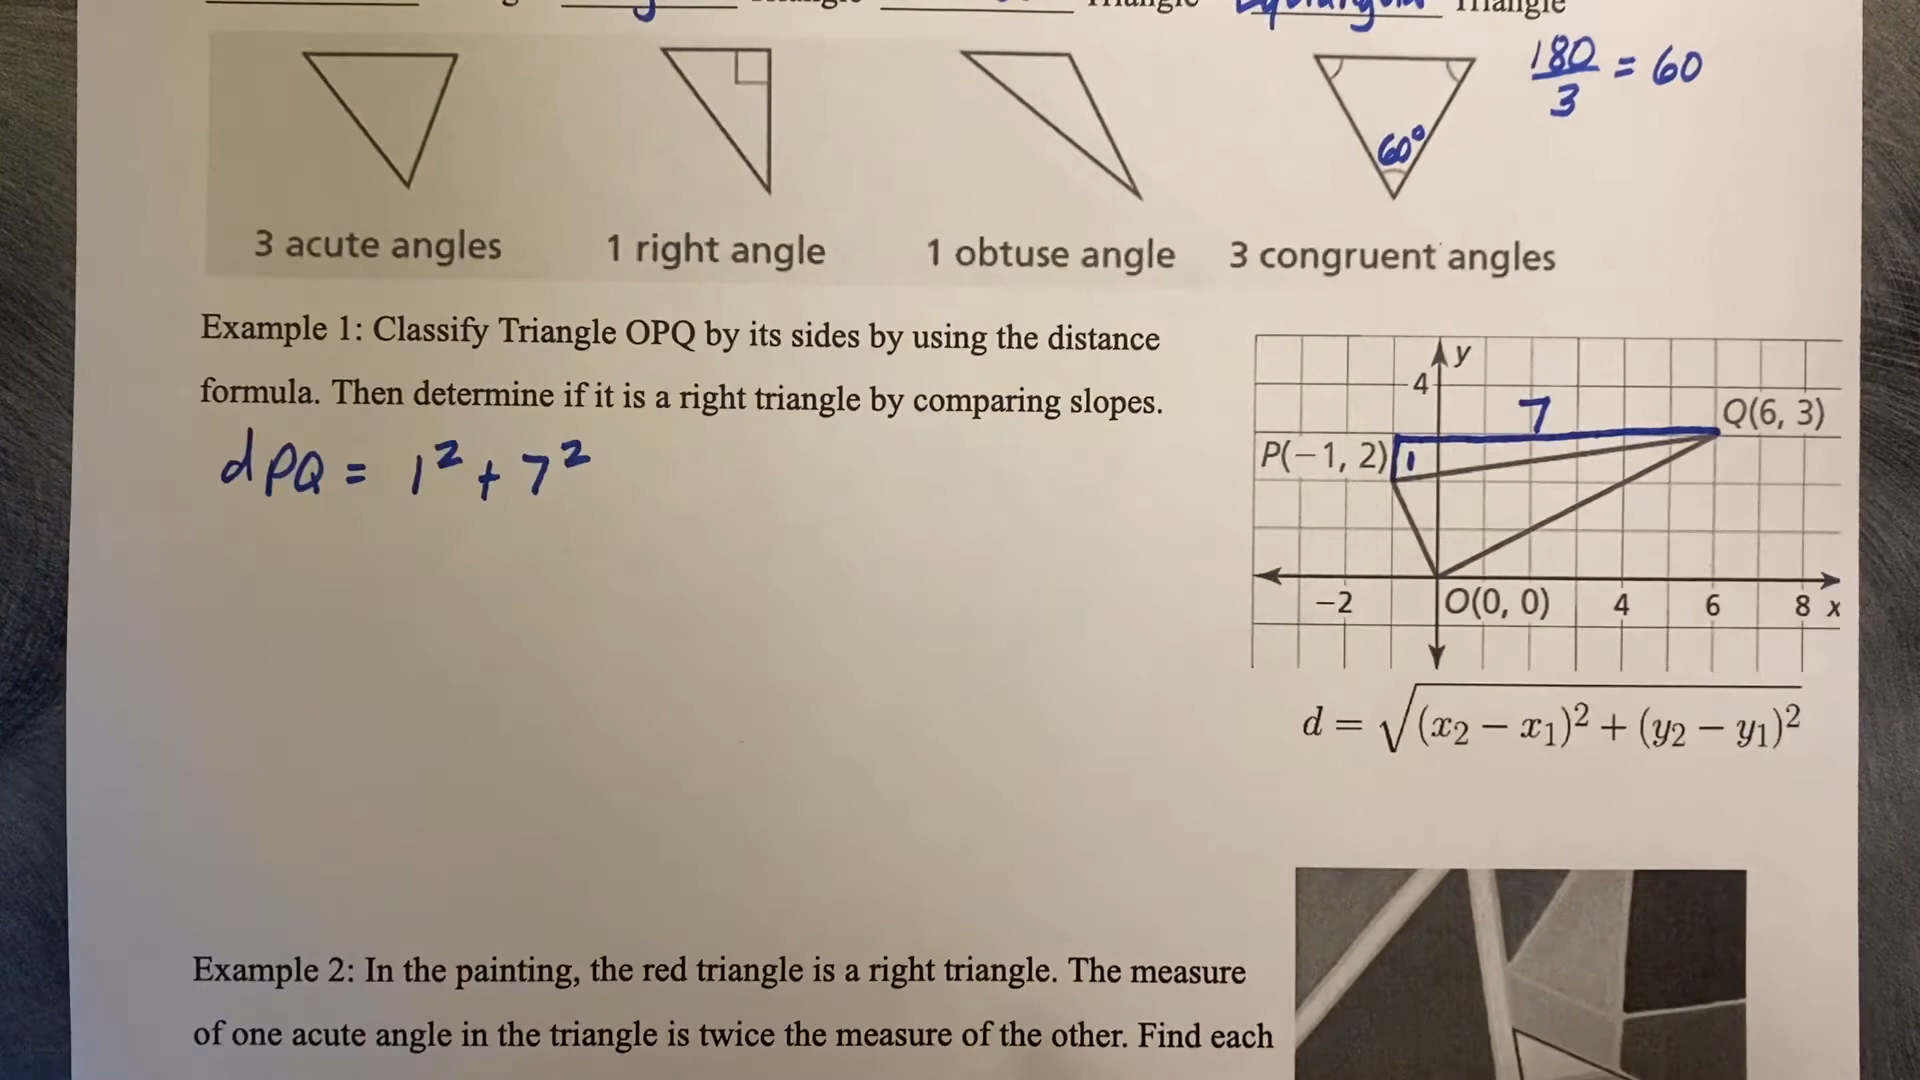 Triangle Triangle
180/3 = 60
60°
3 acute angles 1 right angle 1 obtuse angle 3 congruent angles
Example 1: Classify Triangle OPQ by its sides by using the distance
formula. Then determine if it is a right triangle by comparing slopes.
dPQ = 1² + 7²
y
4
7
Q(6, 3)
P(−1, 2)
1
−2 O(0, 0) 4 6 8 x
d = √(x₂ − x₁)² + (y₂ − y₁)²
Example 2: In the painting, the red triangle is a right triangle. The measure
of one acute angle in the triangle is twice the measure of the other. Find each